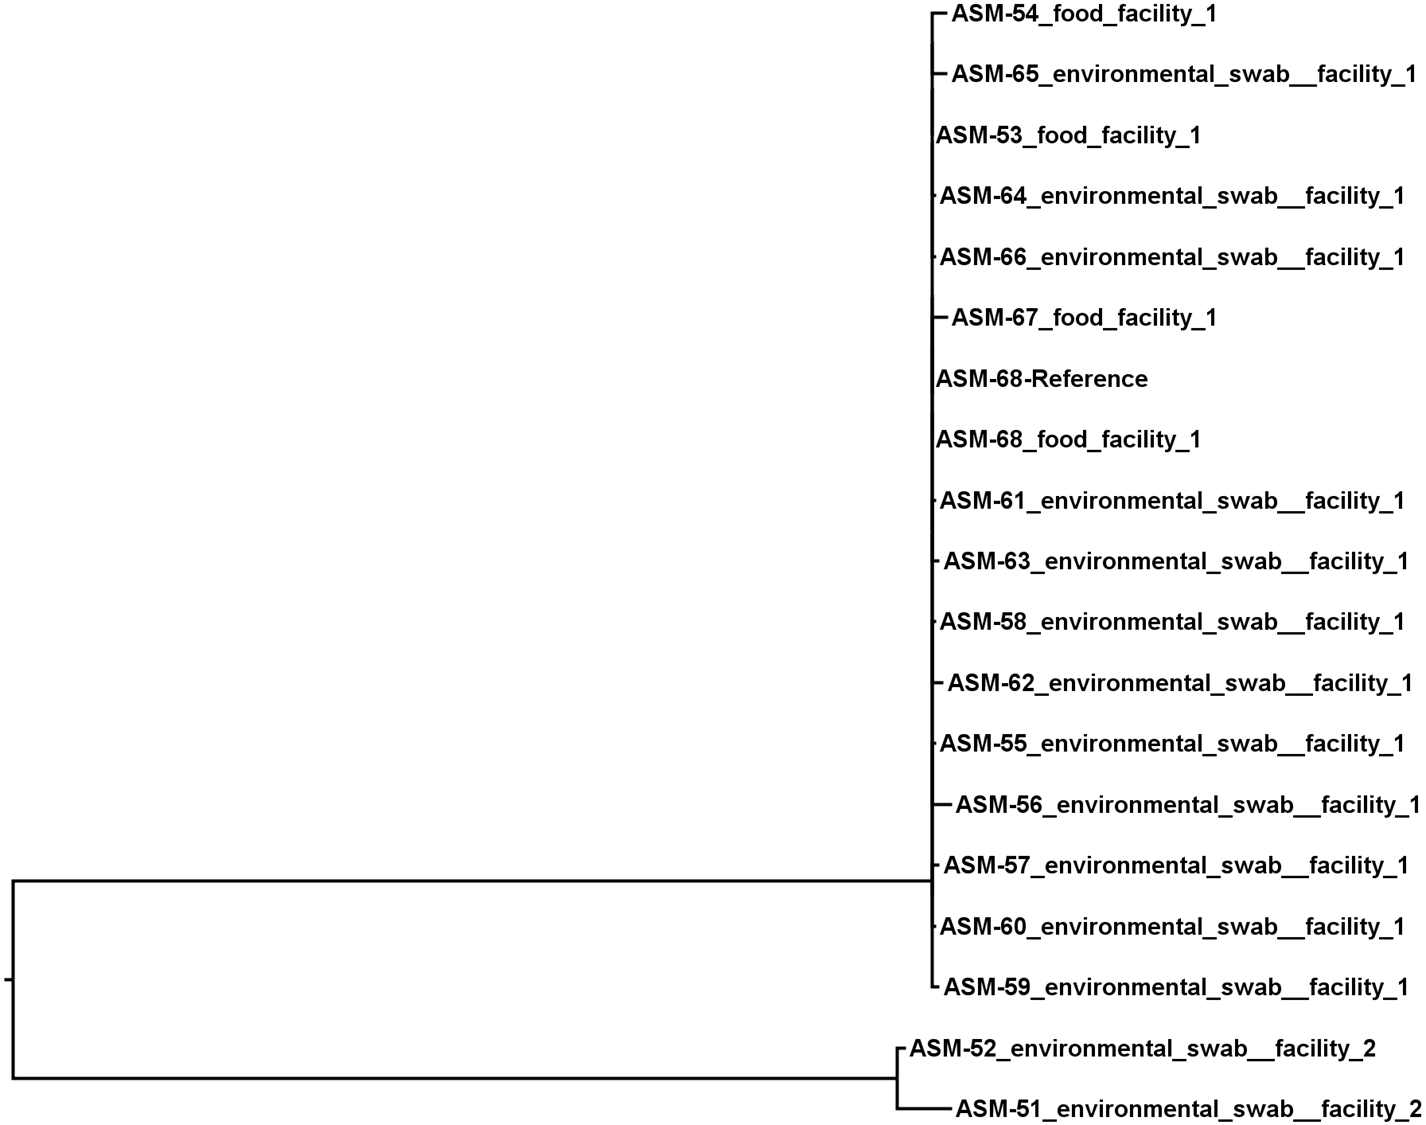 ASM-54_food_facility_1
ASM-65_environmental_swab__facility_1
ASM-53_food_facility_1
ASM-64_environmental_swab__facility_1
ASM-66_environmental_swab__facility_1
ASM-67_food_facility_1
ASM-68-Reference
ASM-68_food_facility_1
ASM-61_environmental_swab__facility_1
ASM-63_environmental_swab__facility_1
ASM-58_environmental_swab__facility_1
ASM-62_environmental_swab__facility_1
ASM-55_environmental_swab__facility_1
ASM-56_environmental_swab__facility_1
ASM-57_environmental_swab__facility_1
ASM-60_environmental_swab__facility_1
ASM-59_environmental_swab__facility_1
ASM-52_environmental_swab__facility_2
ASM-51_environmental_swab__facility_2